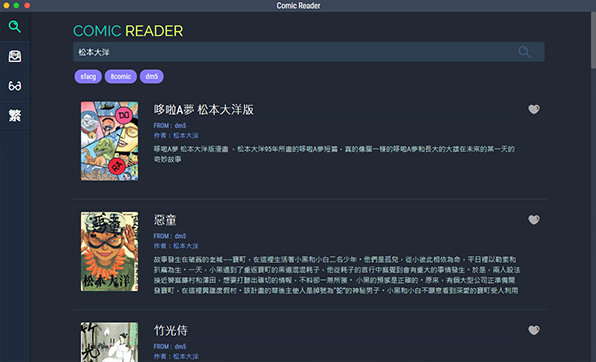 Comic Reader
COMIC READER
松本大洋
sfacg 8comic dm5
繁
哆啦A夢 松本大洋版
FROM : dm5
作者 : 松本大洋
哆啦A夢 松本大洋版漫畫 ，松本大洋95年所畫的哆啦A夢短篇，真的像貓一樣的哆啦A夢和長大的大雄在未來的某一天的
奇妙故事
DO
RA
惡童
FROM : dm5
作者 : 松本大洋
故事發生在破舊的老城——寶町，在這裡生活著小黑和小白二名少年。他們是孤兒，從小彼此相依為命，平日裡以勒索和
扒竊為生。一天，小黑遇到了重返寶町的黑道混混耗子，他從耗子的言行中察覺到會有重大的事情發生。於是，兩人設法
接近警察藤村和澤田，想要打聽出確切的情報，不料卻一無所獲。 小黑的預感是正確的。原來，有個大型公司正準備開
發寶町，在這裡興建度假村。該計畫的幕後主使人是綽號為"蛇"的神秘男子。小黑和小白不願意看到深愛的寶町受人利用
惡童
松本大洋
竹光侍
FROM : dm5
作者 : 松本大洋
竹光